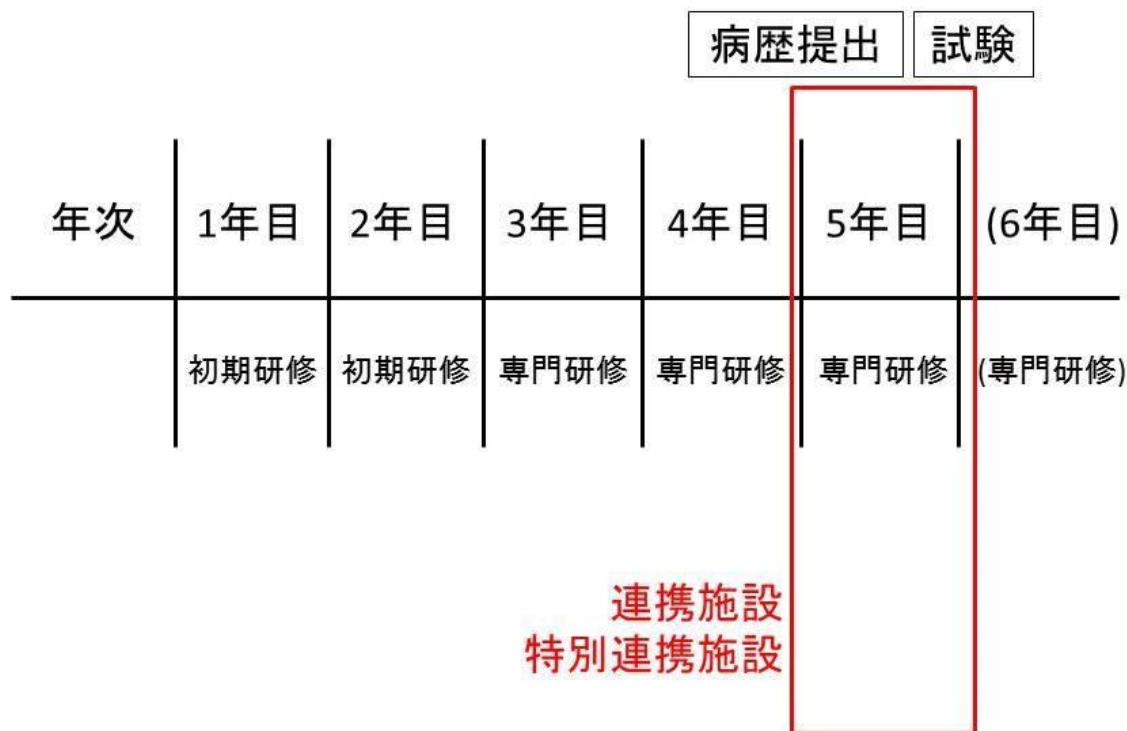 病歴提出 試験
年次 1年目 2年目 3年目 4年目 5年目 (6年目)
初期研修 初期研修 専門研修 専門研修 専門研修 (専門研修)
連携施設
特別連携施設